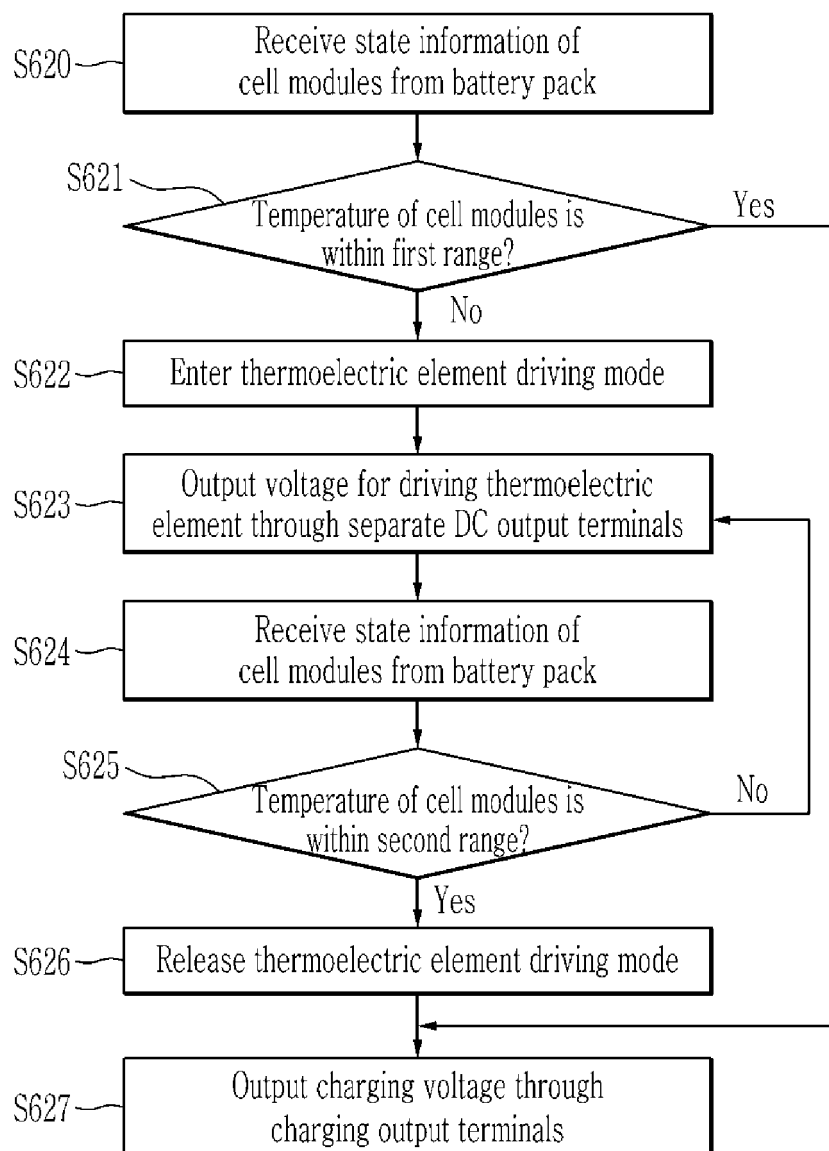 S620
Receive state information of
cell modules from battery pack
S621
Temperature of cell modules is
within first range?
Yes
No
S622
Enter thermoelectric element driving mode
S623
Output voltage for driving thermoelectric
element through separate DC output terminals
S624
Receive state information of
cell modules from battery pack
S625
Temperature of cell modules is
within second range?
No
Yes
S626
Release thermoelectric element driving mode
S627
Output charging voltage through
charging output terminals